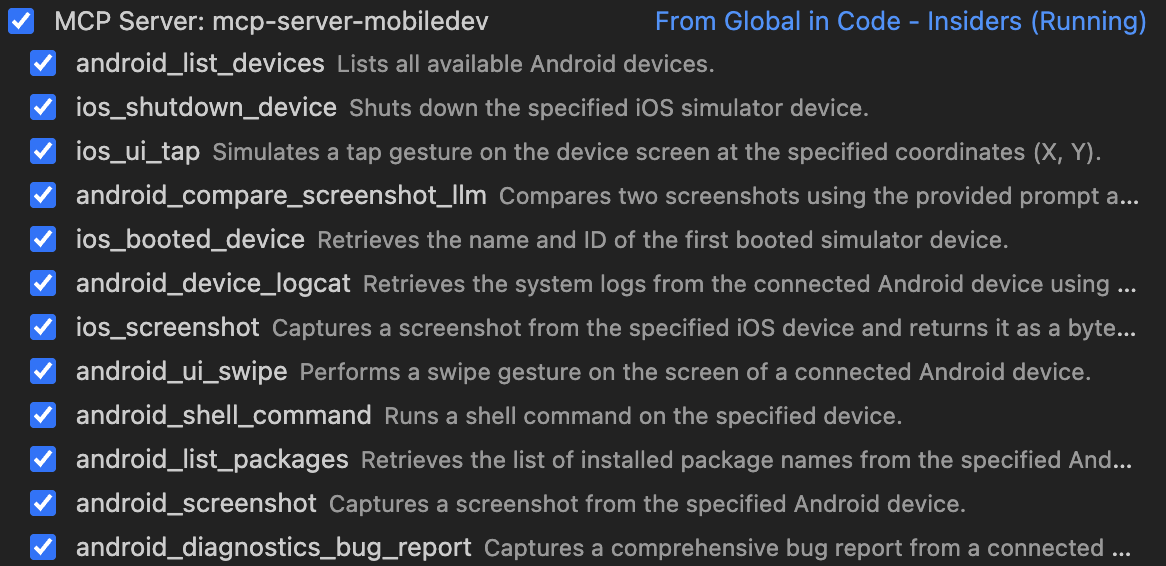 MCP Server: mcp-server-mobiledev From Global in Code - Insiders (Running)
android_list_devices Lists all available Android devices.
ios_shutdown_device Shuts down the specified iOS simulator device.
ios_ui_tap Simulates a tap gesture on the device screen at the specified coordinates (X, Y).
android_compare_screenshot_llm Compares two screenshots using the provided prompt a...
ios_booted_device Retrieves the name and ID of the first booted simulator device.
android_device_logcat Retrieves the system logs from the connected Android device using ...
ios_screenshot Captures a screenshot from the specified iOS device and returns it as a byte...
android_ui_swipe Performs a swipe gesture on the screen of a connected Android device.
android_shell_command Runs a shell command on the specified device.
android_list_packages Retrieves the list of installed package names from the specified And...
android_screenshot Captures a screenshot from the specified Android device.
android_diagnostics_bug_report Captures a comprehensive bug report from a connected ...